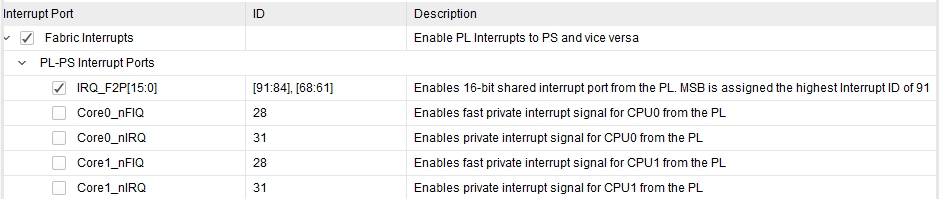 Interrupt Port ID Description
Fabric Interrupts Enable PL Interrupts to PS and vice versa
PL-PS Interrupt Ports
IRQ_F2P[15:0] [91:84], [68:61] Enables 16-bit shared interrupt port from the PL. MSB is assigned the highest Interrupt ID of 91
Core0_nFIQ 28 Enables fast private interrupt signal for CPU0 from the PL
Core0_nIRQ 31 Enables private interrupt signal for CPU0 from the PL
Core1_nFIQ 28 Enables fast private interrupt signal for CPU1 from the PL
Core1_nIRQ 31 Enables private interrupt signal for CPU1 from the PL